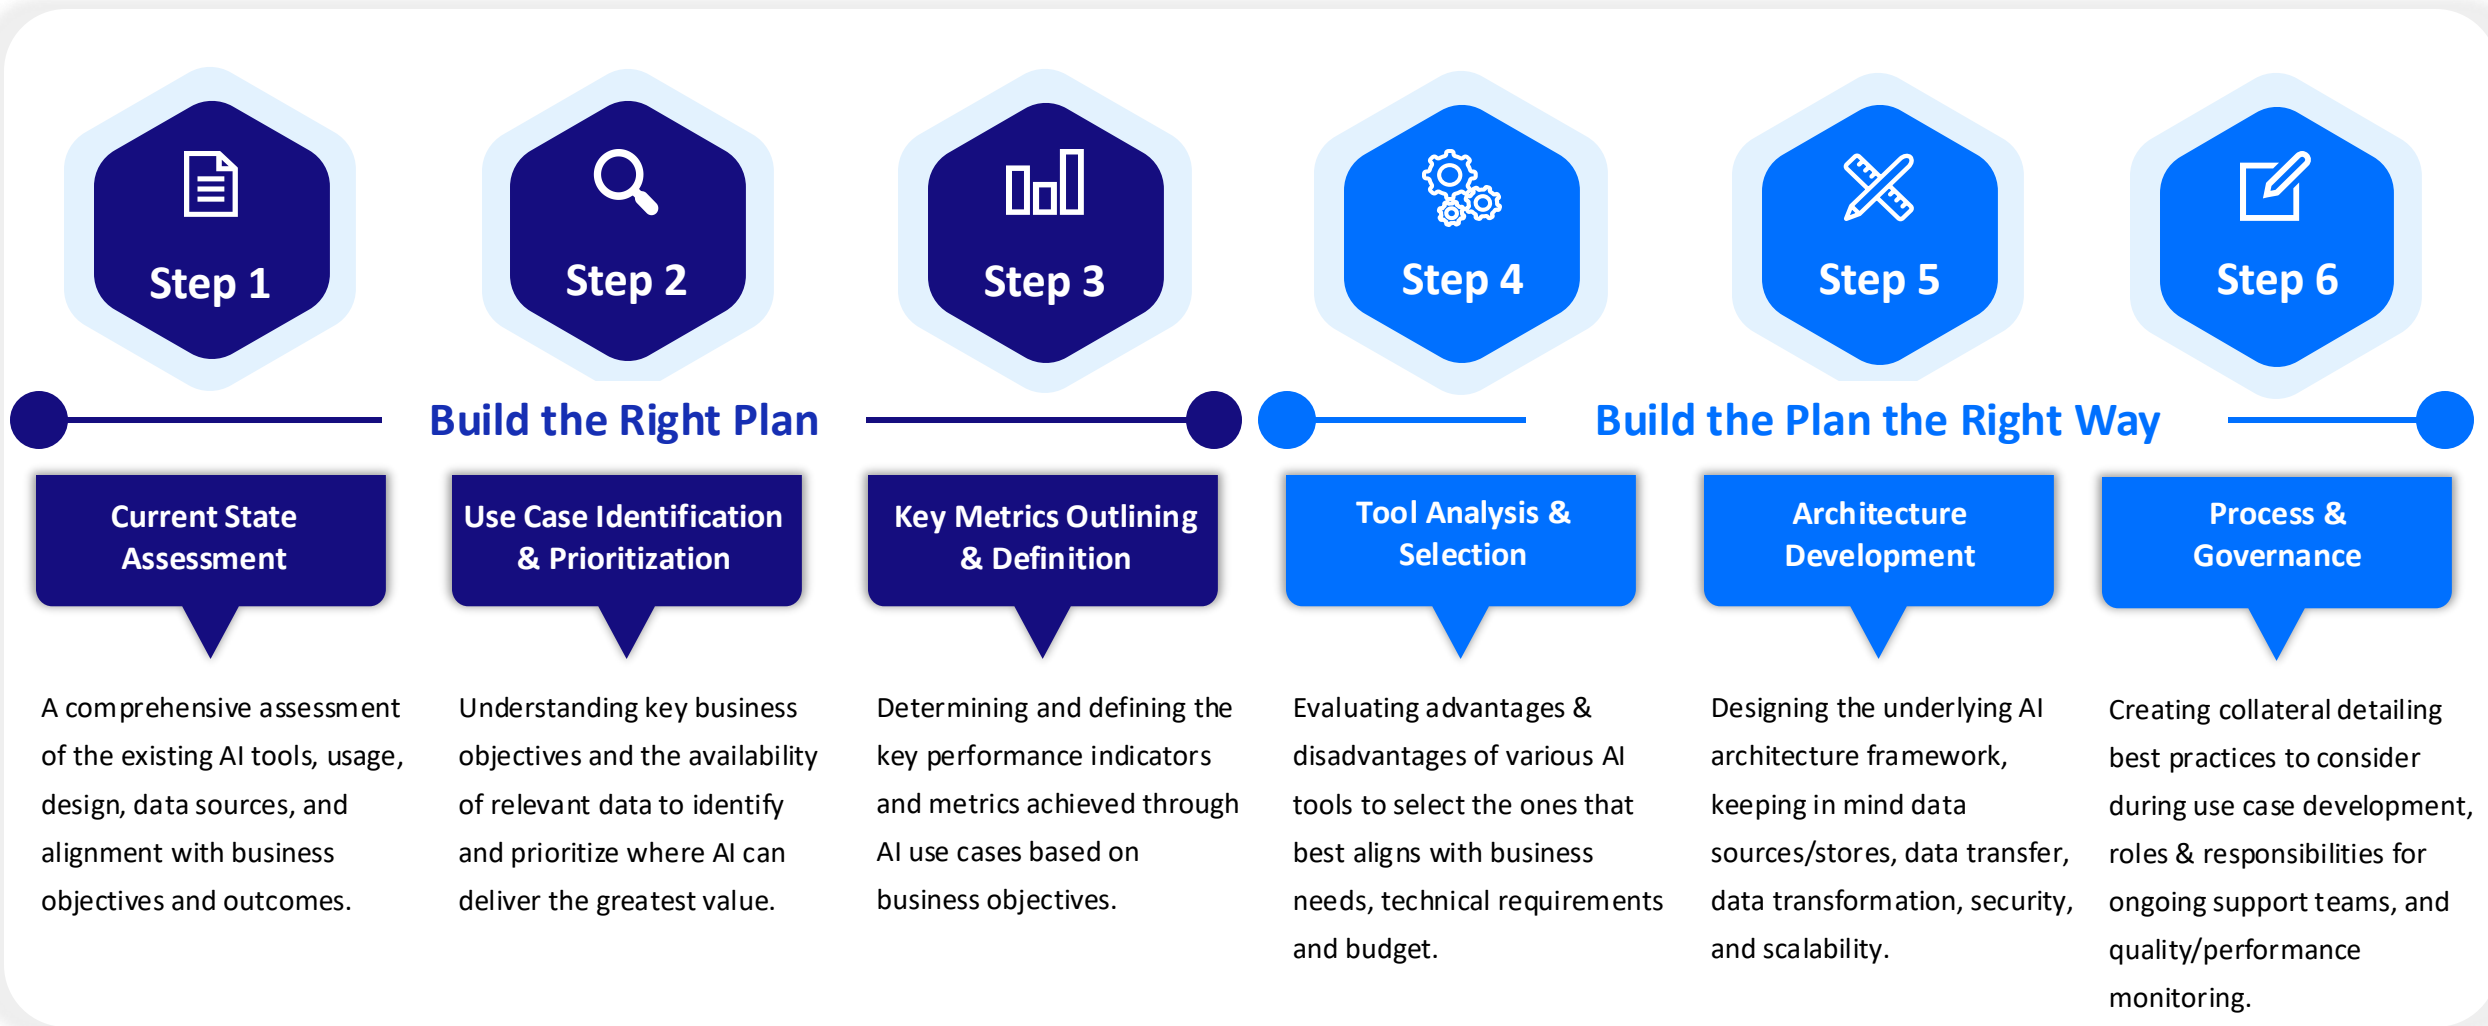 Step 1
Step 2
Step 3
Step 4
Step 5
Step 6
Build the Right Plan
Build the Plan the Right Way
Current State
Assessment
Use Case Identification
& Prioritization
Key Metrics Outlining
& Definition
Tool Analysis &
Selection
Architecture
Development
Process &
Governance
A comprehensive assessment
of the existing AI tools, usage,
design, data sources, and
alignment with business
objectives and outcomes.
Understanding key business
objectives and the availability
of relevant data to identify
and prioritize where AI can
deliver the greatest value.
Determining and defining the
key performance indicators
and metrics achieved through
AI use cases based on
business objectives.
Evaluating advantages &
disadvantages of various AI
tools to select the ones that
best aligns with business
needs, technical requirements
and budget.
Designing the underlying AI
architecture framework,
keeping in mind data
sources/stores, data transfer,
data transformation, security,
and scalability.
Creating collateral detailing
best practices to consider
during use case development,
roles & responsibilities for
ongoing support teams, and
quality/performance
monitoring.